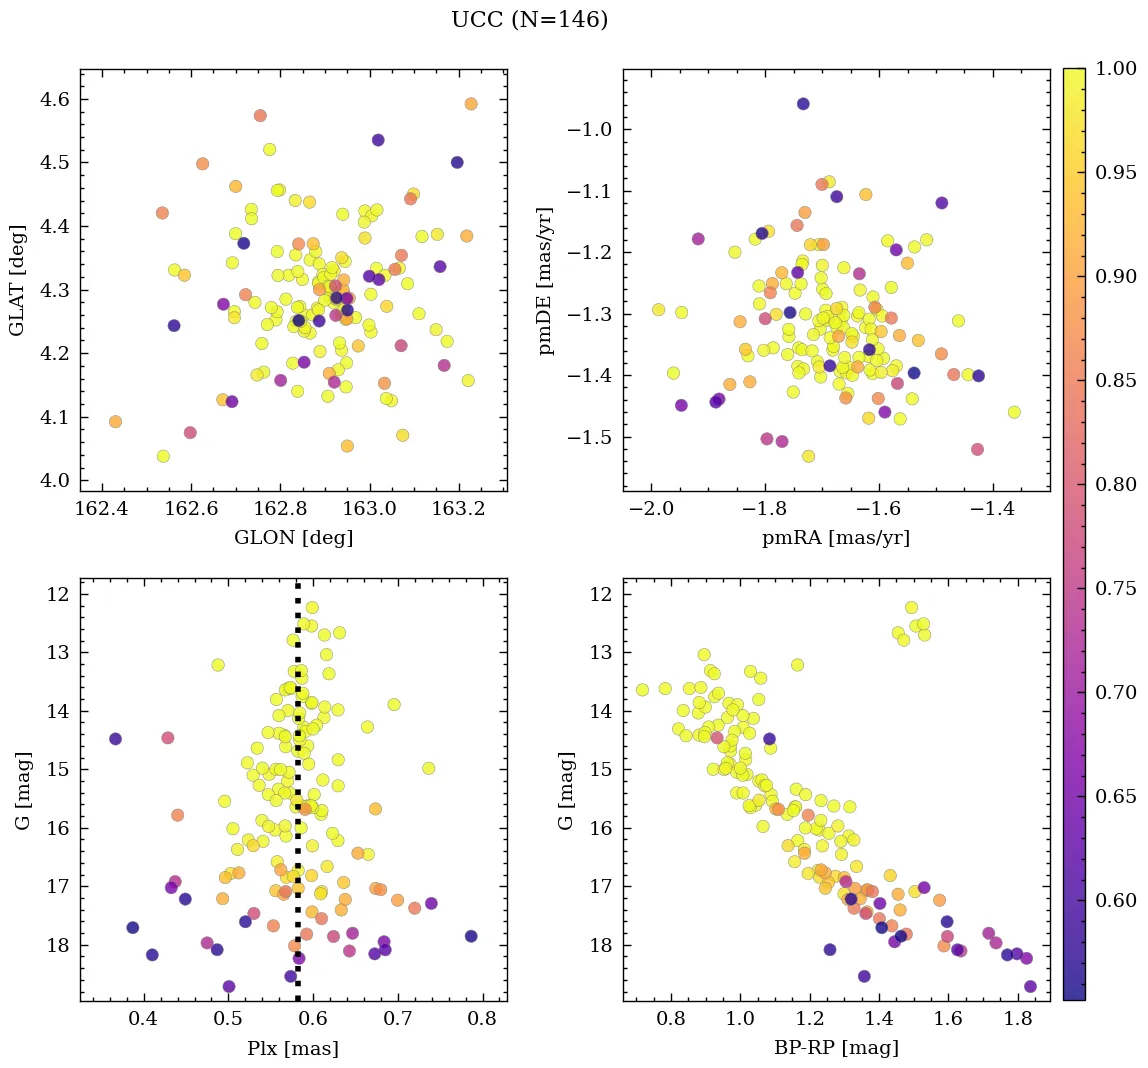 UCC (N=146)
4.6
4.5
4.4
4.3
4.2
4.1
4.0
GLAT [deg]
162.4 162.6 162.8 163.0 163.2
GLON [deg]
−1.0
−1.1
−1.2
−1.3
−1.4
−1.5
pmDE [mas/yr]
−2.0 −1.8 −1.6 −1.4
pmRA [mas/yr]
12
13
14
15
16
17
18
G [mag]
0.4 0.5 0.6 0.7 0.8
Plx [mas]
12
13
14
15
16
17
18
G [mag]
0.8 1.0 1.2 1.4 1.6 1.8
BP-RP [mag]
1.00
0.95
0.90
0.85
0.80
0.75
0.70
0.65
0.60